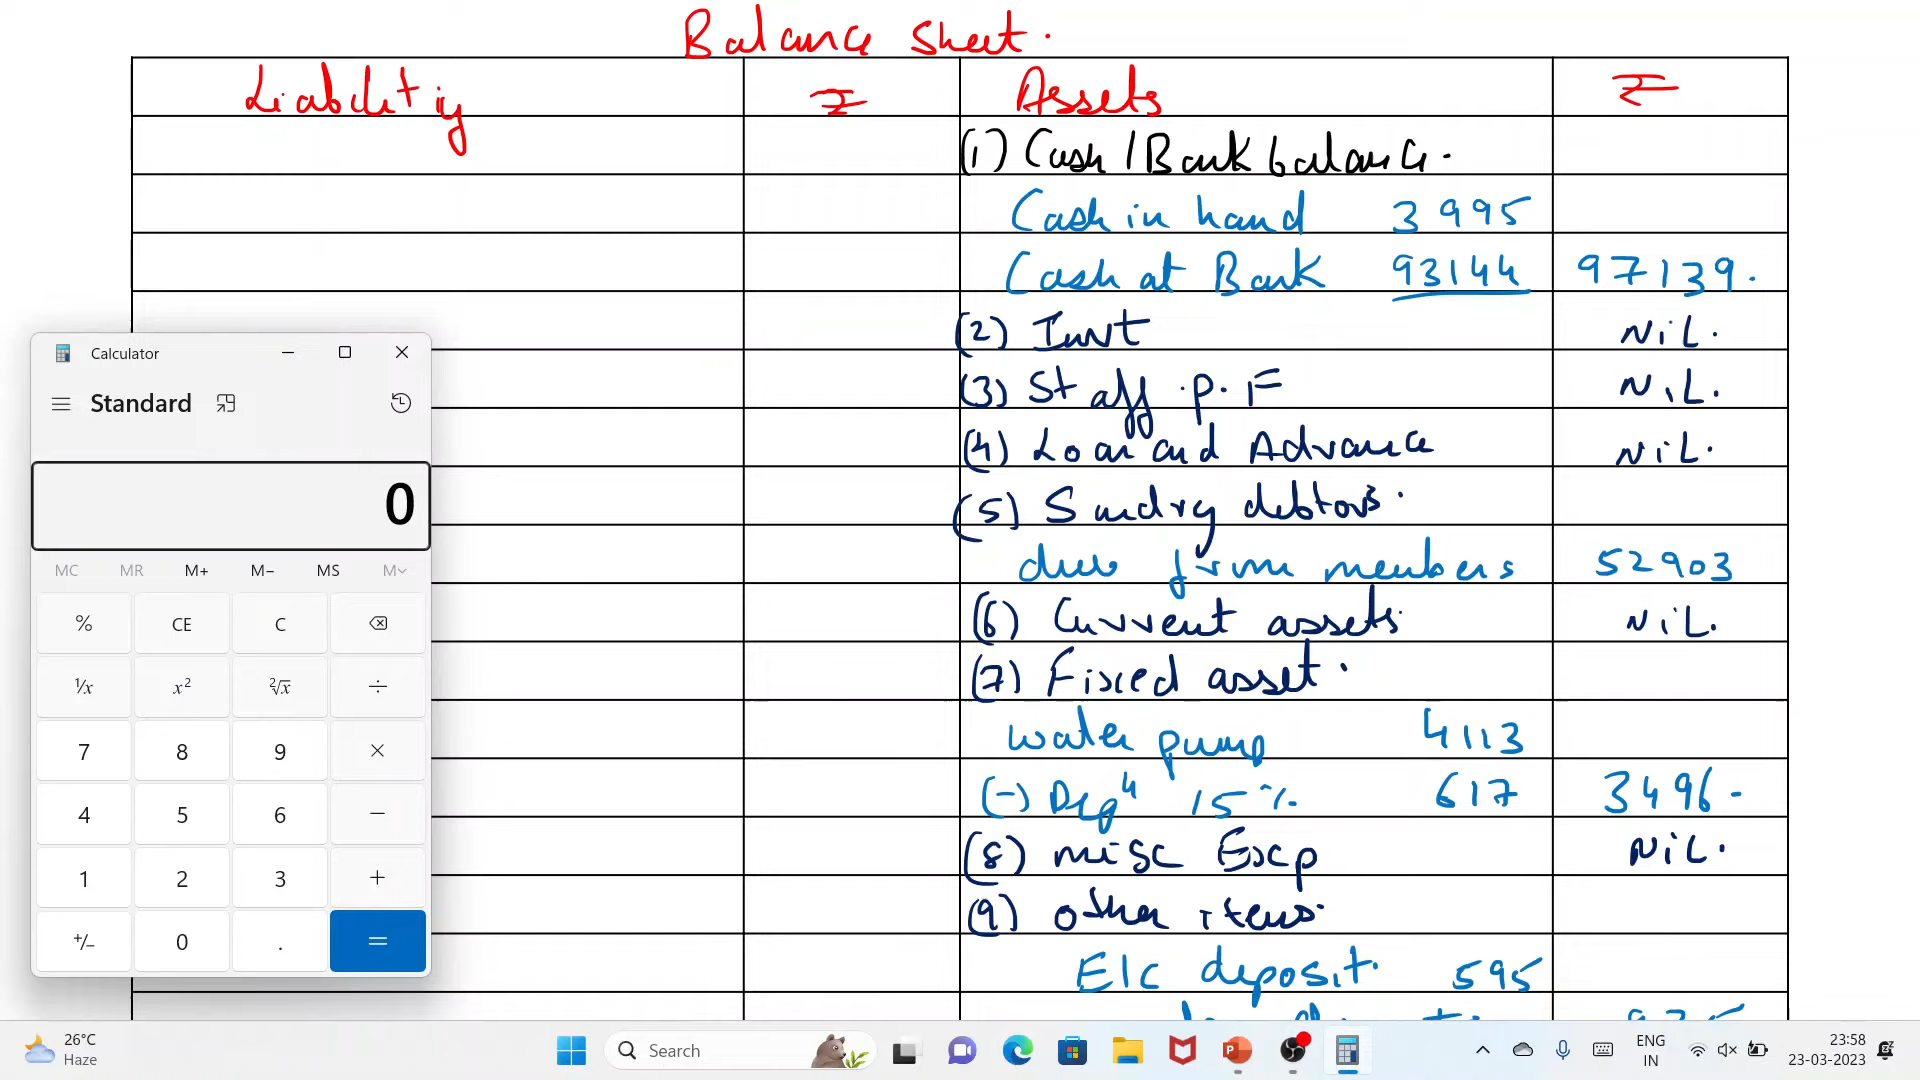 Balance sheet.
Liability ₹ Assets ₹
(1) Cash / Bank balance.
Cash in hand 3995
Cash at Bank 93144 97139.
(2) Invt NiL.
(3) Staff .P.F NiL.
(4) Loan and Advance NiL.
(5) Sundry debtors.
dues from members 52903
(6) Current assets NiL.
(7) Fixed asset.
water pump 4113
(-) Dep 15% 617 3496-
(8) misc Exp NiL.
(9) other items.
Elc deposit. 595
Calculator
Standard
0
MC MR M+ M− MS M
% CE C
1/x x² ²√x ÷
7 8 9 ×
4 5 6 −
1 2 3 +
+/− 0 . =
26°C
Haze
Search
ENG
IN
23:58
23-03-2023